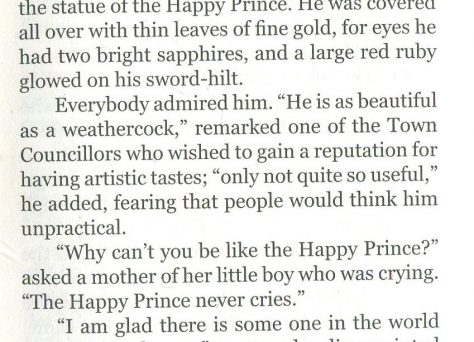 the statue of the Happy Prince. He was covered
all over with thin leaves of fine gold, for eyes he
had two bright sapphires, and a large red ruby
glowed on his sword-hilt.
Everybody admired him. “He is as beautiful
as a weathercock,” remarked one of the Town
Councillors who wished to gain a reputation for
having artistic tastes; “only not quite so useful,”
he added, fearing that people would think him
unpractical.
“Why can’t you be like the Happy Prince?”
asked a mother of her little boy who was crying.
“The Happy Prince never cries.”
“I am glad there is some one in the world